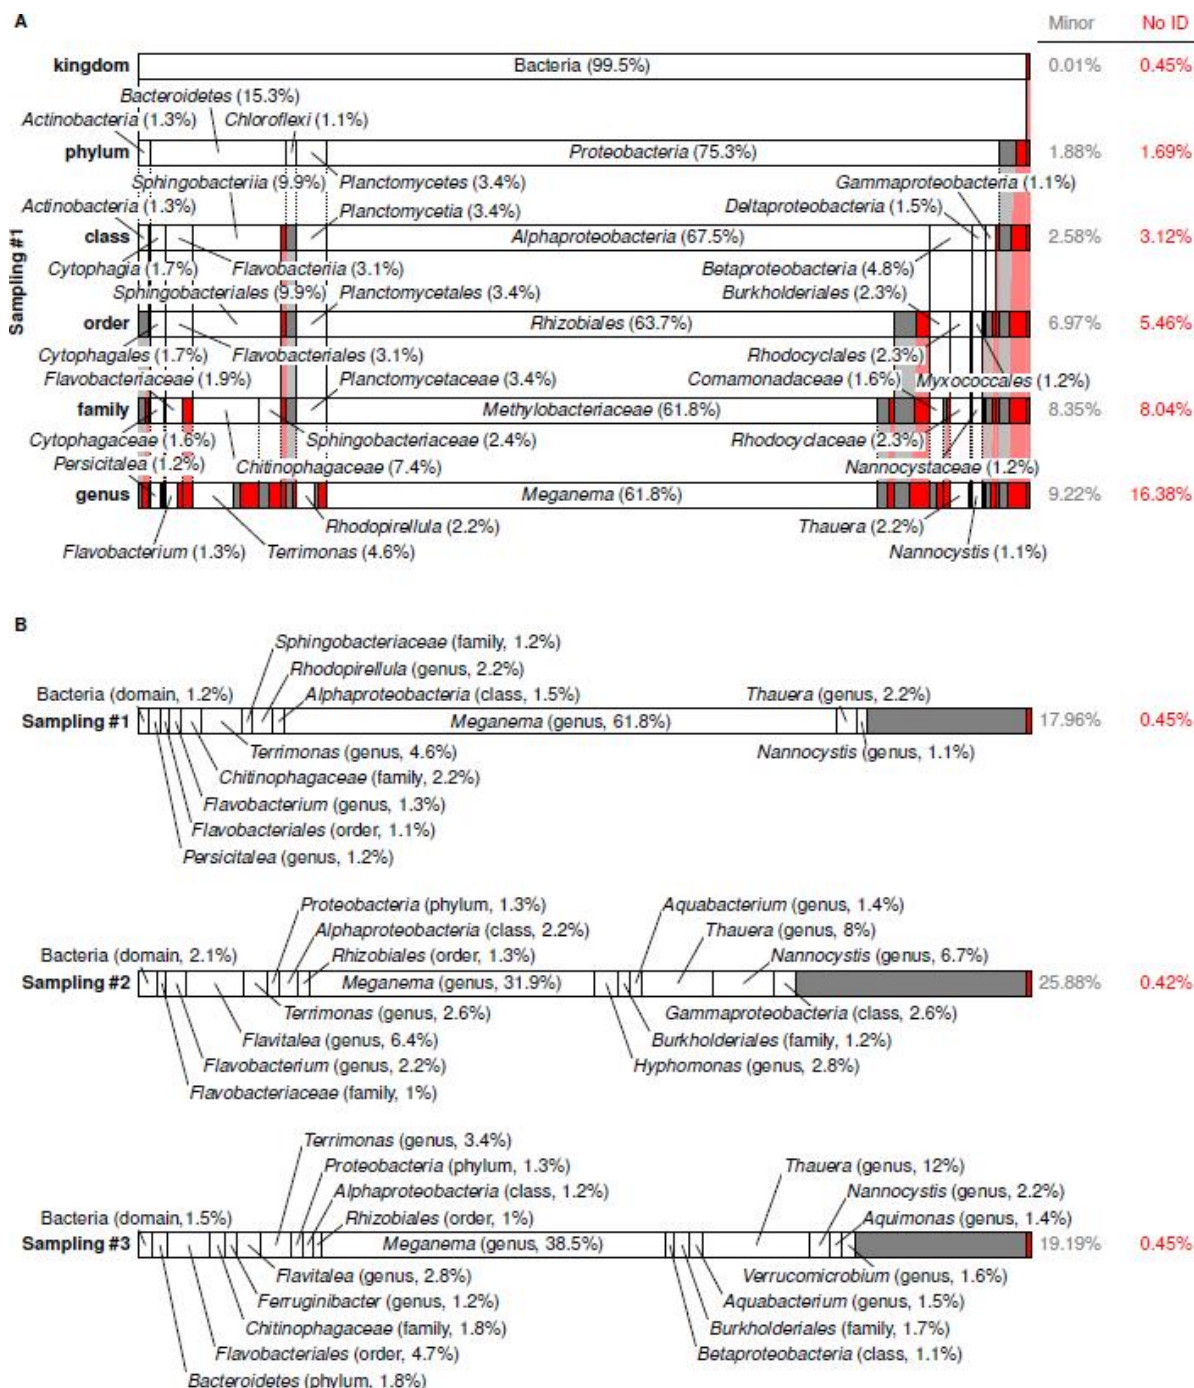 A
Minor No ID
kingdom Bacteria (99.5%) 0.01% 0.45%
Bacteroidetes (15.3%)
Actinobacteria (1.3%) Chloroflexi (1.1%)
phylum Proteobacteria (75.3%) 1.88% 1.69%
Sphingobacteriia (9.9%) Planctomycetes (3.4%) Gammaproteobacteria (1.1%)
Actinobacteria (1.3%) Planctomycetia (3.4%) Deltaproteobacteria (1.5%)
class Alphaproteobacteria (67.5%) 2.58% 3.12%
Cytophagia (1.7%) Flavobacteriia (3.1%) Betaproteobacteria (4.8%)
Sphingobacteriales (9.9%) Planctomycetales (3.4%) Burkholderiales (2.3%)
Sampling #1
order Rhizobiales (63.7%) 6.97% 5.46%
Cytophagales (1.7%) Flavobacteriales (3.1%) Rhodocyclales (2.3%)
Flavobacteriaceae (1.9%) Planctomycetaceae (3.4%) Comamonadaceae (1.6%) Myxococcales (1.2%)
family Methylobacteriaceae (61.8%) 8.35% 8.04%
Cytophagaceae (1.6%) Sphingobacteriaceae (2.4%) Rhodocyclaceae (2.3%)
Persicitalea (1.2%) Chitinophagaceae (7.4%) Nannocystaceae (1.2%)
genus Meganema (61.8%) 9.22% 16.38%
Rhodopirellula (2.2%) Thauera (2.2%)
Flavobacterium (1.3%) Terrimonas (4.6%) Nannocystis (1.1%)
B
Sphingobacteriaceae (family, 1.2%)
Rhodopirellula (genus, 2.2%)
Bacteria (domain, 1.2%) Alphaproteobacteria (class, 1.5%) Thauera (genus, 2.2%)
Sampling #1 Meganema (genus, 61.8%) 17.96% 0.45%
Terrimonas (genus, 4.6%) Nannocystis (genus, 1.1%)
Chitinophagaceae (family, 2.2%)
Flavobacterium (genus, 1.3%)
Flavobacteriales (order, 1.1%)
Persicitalea (genus, 1.2%)
Proteobacteria (phylum, 1.3%) Aquabacterium (genus, 1.4%)
Alphaproteobacteria (class, 2.2%) Thauera (genus, 8%)
Bacteria (domain, 2.1%) Rhizobiales (order, 1.3%) Nannocystis (genus, 6.7%)
Sampling #2 Meganema (genus, 31.9%) 25.88% 0.42%
Terrimonas (genus, 2.6%) Gammaproteobacteria (class, 2.6%)
Flavitalea (genus, 6.4%) Burkholderiales (family, 1.2%)
Flavobacterium (genus, 2.2%) Hyphomonas (genus, 2.8%)
Flavobacteriaceae (family, 1%)
Terrimonas (genus, 3.4%)
Proteobacteria (phylum, 1.3%) Thauera (genus, 12%)
Alphaproteobacteria (class, 1.2%) Nannocystis (genus, 2.2%)
Bacteria (domain, 1.5%) Rhizobiales (order, 1%) Aquimonas (genus, 1.4%)
Sampling #3 Meganema (genus, 38.5%) 19.19% 0.45%
Flavitalea (genus, 2.8%) Verrucomicrobium (genus, 1.6%)
Ferruginibacter (genus, 1.2%) Aquabacterium (genus, 1.5%)
Chitinophagaceae (family, 1.8%) Burkholderiales (family, 1.7%)
Flavobacteriales (order, 4.7%) Betaproteobacteria (class, 1.1%)
Bacteroidetes (phylum, 1.8%)